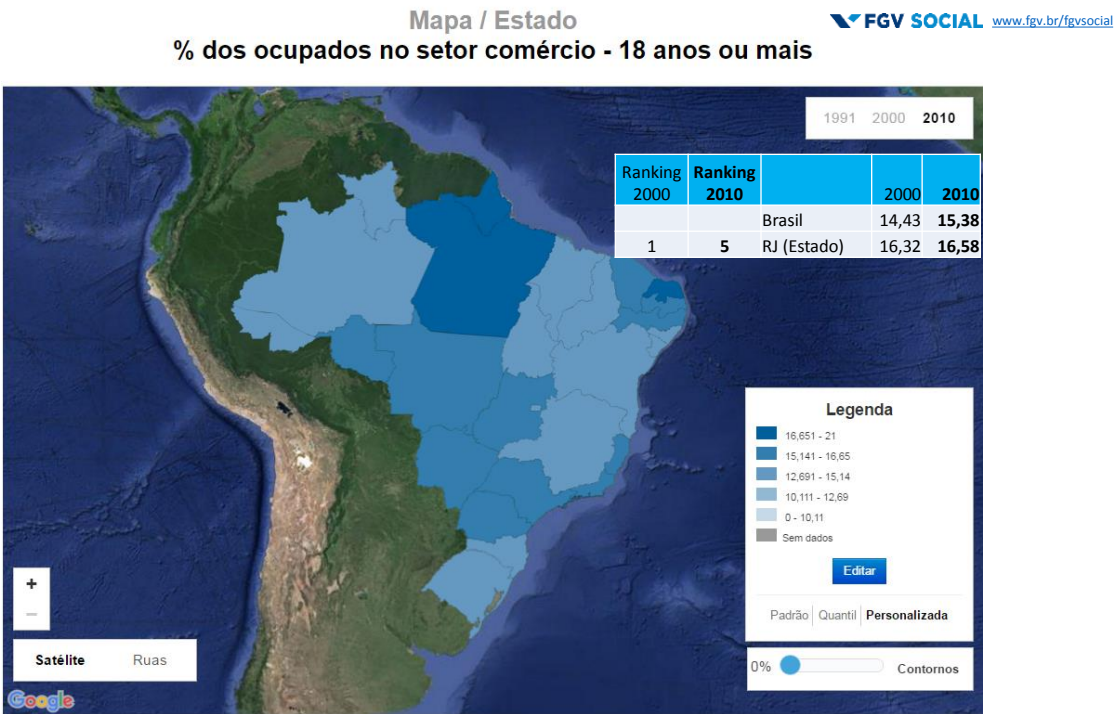 Mapa / Estado
FGV SOCIAL www.fgv.br/fgvsocial
% dos ocupados no setor comércio - 18 anos ou mais
1991 2000 2010
Ranking 2000 Ranking 2010 2000 2010
Brasil 14,43 15,38
1 5 RJ (Estado) 16,32 16,58
Legenda
16,651 - 21
15,141 - 16,65
12,691 - 15,14
10,111 - 12,69
0 - 10,11
Sem dados
Editar
Padrão Quantil Personalizada
0% Contornos
+
−
Satélite Ruas
Google